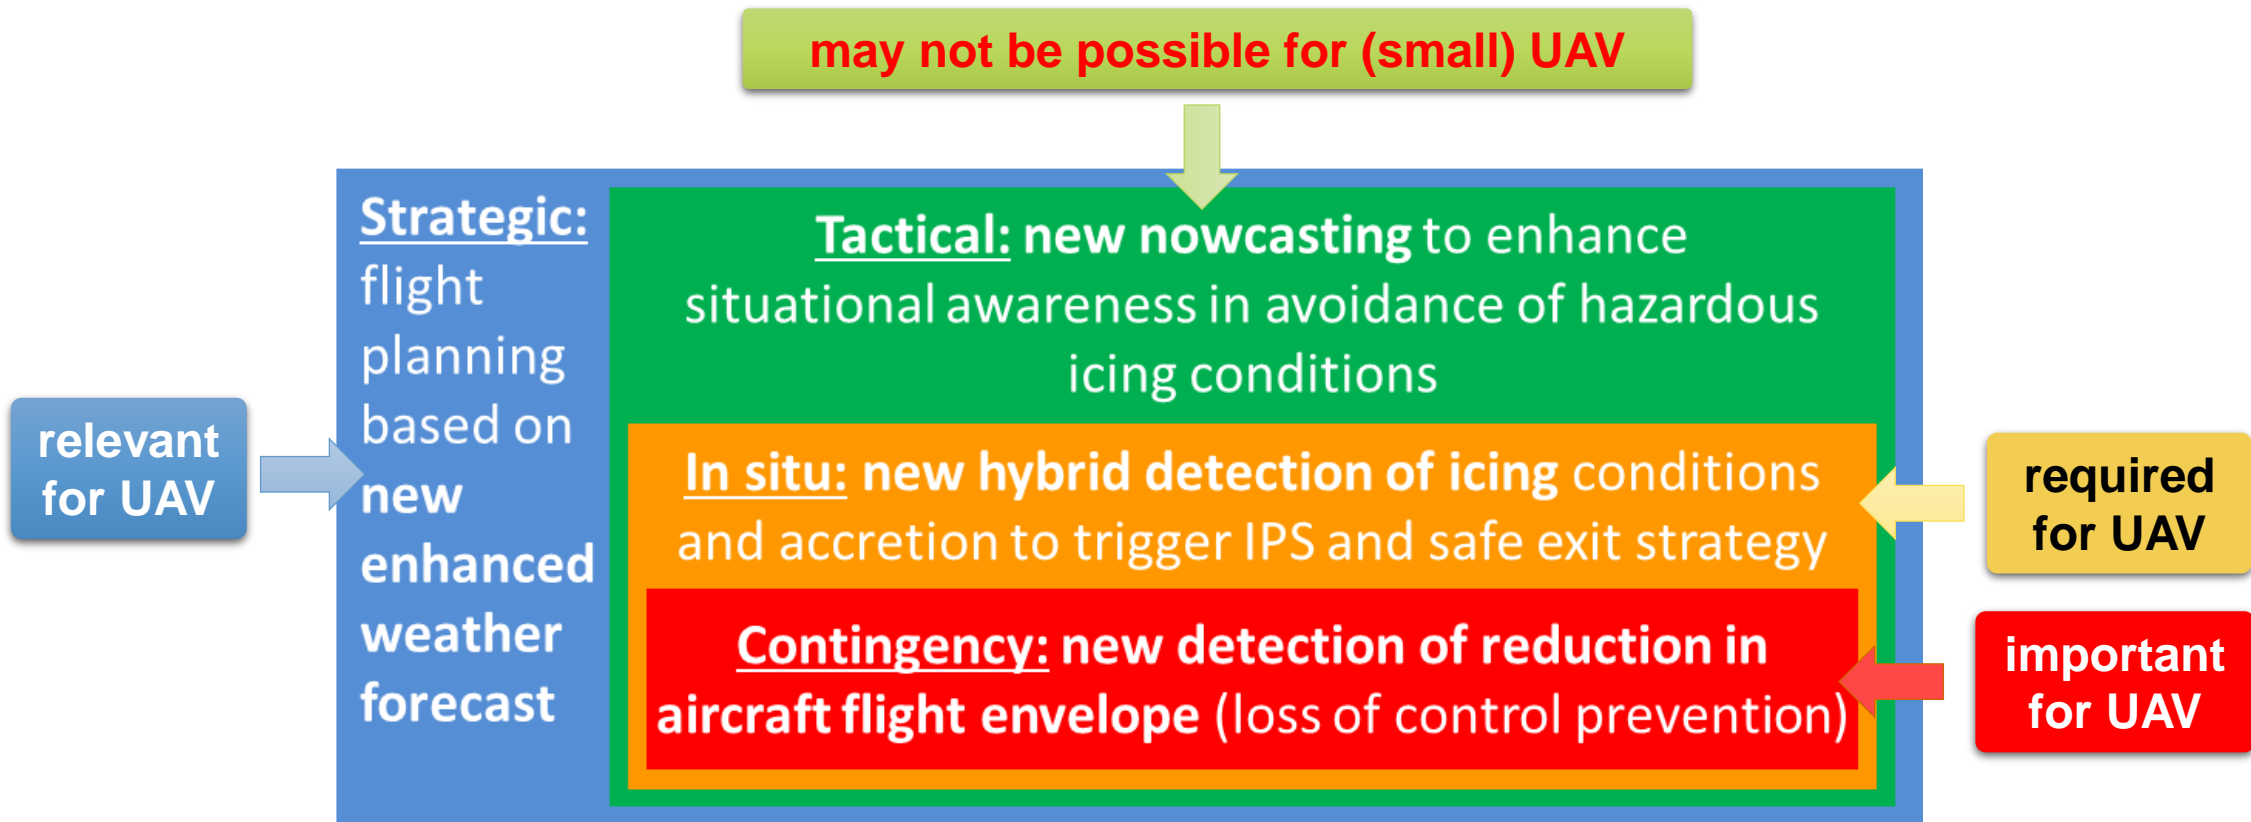 may not be possible for (small) UAV
Strategic:
flight
planning
based on
new
enhanced
weather
forecast
Tactical: new nowcasting to enhance
situational awareness in avoidance of hazardous
icing conditions
In situ: new hybrid detection of icing conditions
and accretion to trigger IPS and safe exit strategy
Contingency: new detection of reduction in
aircraft flight envelope (loss of control prevention)
relevant
for UAV
required
for UAV
important
for UAV